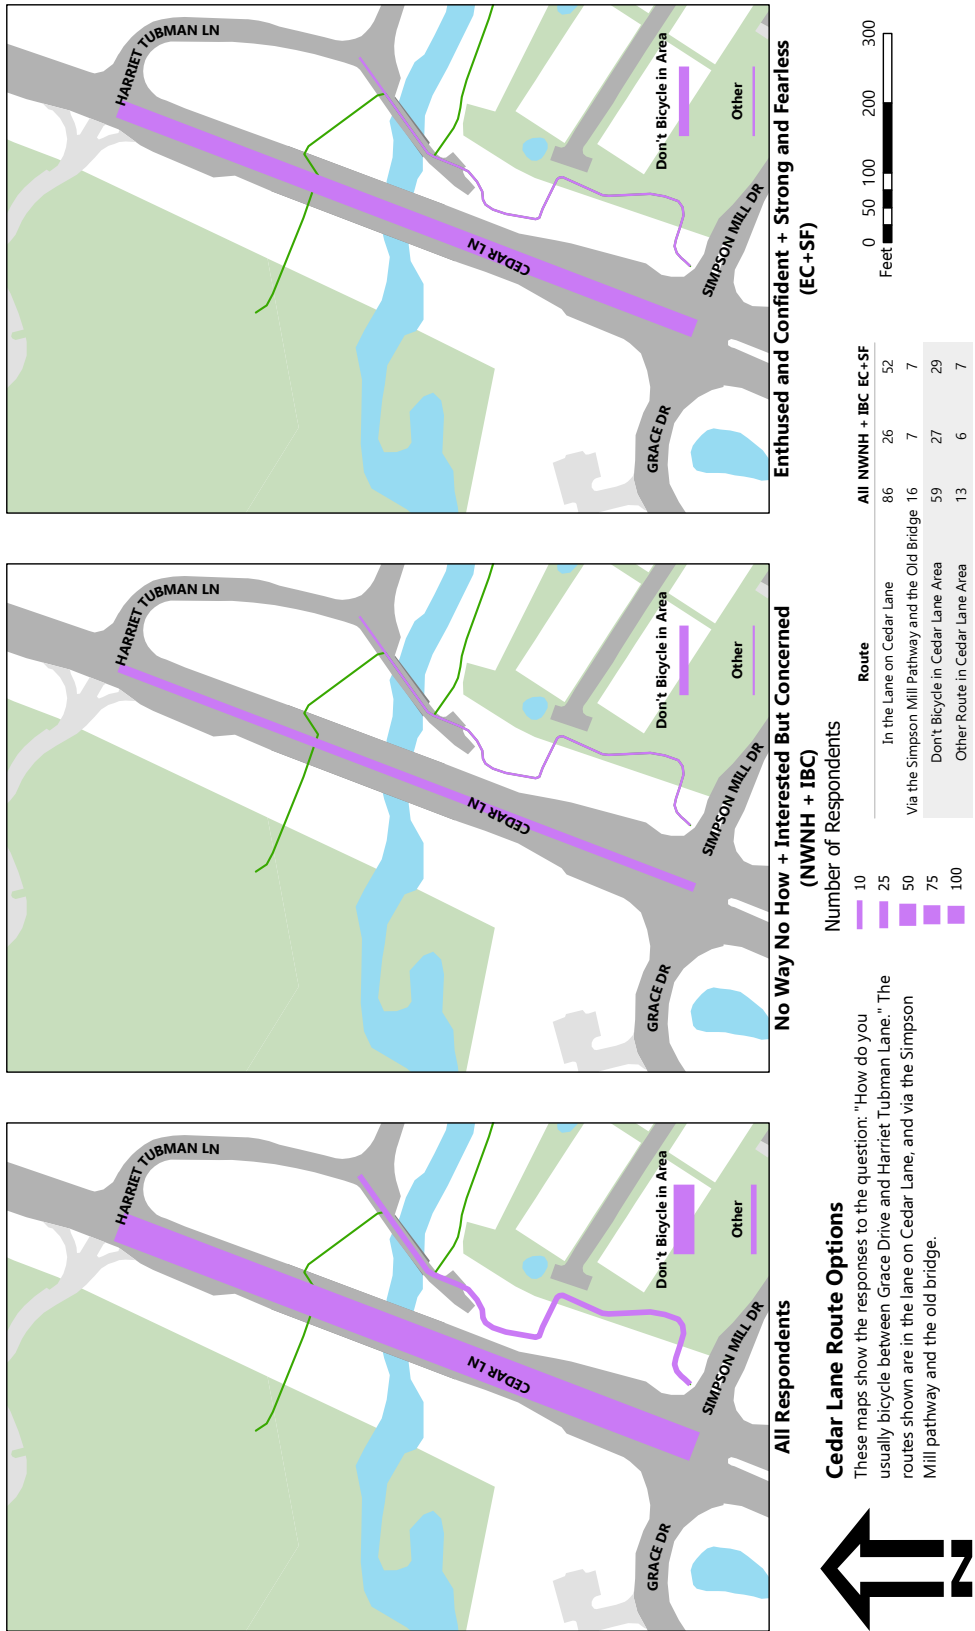 HARRIET TUBMAN LN
CEDAR LN
GRACE DR
SIMPSON MILL DR
Don't Bicycle in Area
Other
All Respondents
HARRIET TUBMAN LN
CEDAR LN
GRACE DR
SIMPSON MILL DR
Don't Bicycle in Area
Other
No Way No How + Interested But Concerned
(NWNH + IBC)
HARRIET TUBMAN LN
CEDAR LN
GRACE DR
SIMPSON MILL DR
Don't Bicycle in Area
Other
Enthused and Confident + Strong and Fearless
(EC+SF)
N
Cedar Lane Route Options
These maps show the responses to the question: "How do you
usually bicycle between Grace Drive and Harriet Tubman Lane." The
routes shown are in the lane on Cedar Lane, and via the Simpson
Mill pathway and the old bridge.
Number of Respondents
10
25
50
75
100
Route All NWNH + IBC EC+SF
In the Lane on Cedar Lane 86 26 52
Via the Simpson Mill Pathway and the Old Bridge 16 7 7
Don't Bicycle in Cedar Lane Area 59 27 29
Other Route in Cedar Lane Area 13 6 7
0 50 100 200 300
Feet